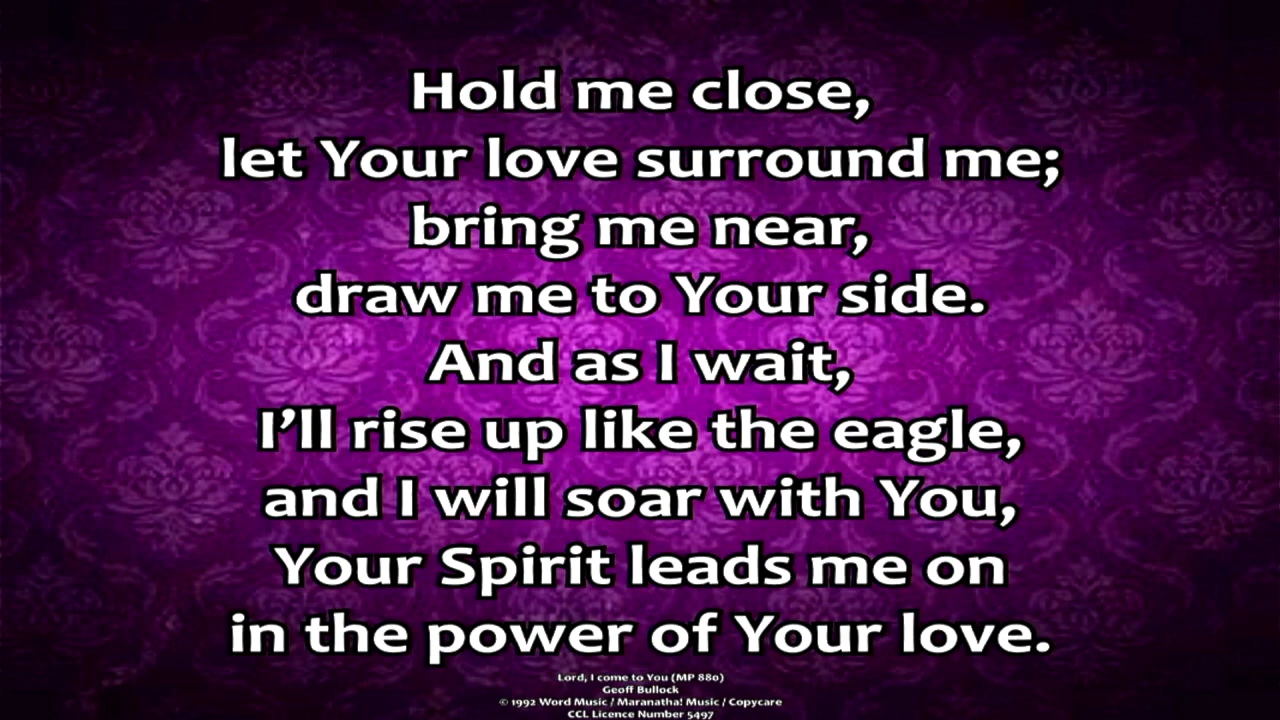 Hold me close,
let Your love surround me;
bring me near,
draw me to Your side.
And as I wait,
I’ll rise up like the eagle,
and I will soar with You,
Your Spirit leads me on
in the power of Your love.
Lord, I come to You (MP 880)
Geoff Bullock
© 1992 Word Music / Maranatha! Music / Copycare
CCL Licence Number 5497